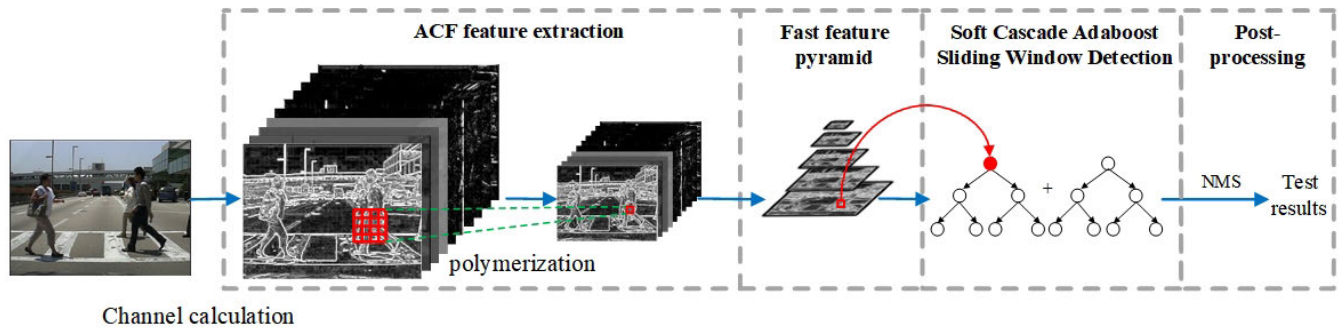 ACF feature extraction
Fast feature
pyramid
Soft Cascade Adaboost
Sliding Window Detection
Post-
processing
+
NMS
Test
results
polymerization
Channel calculation